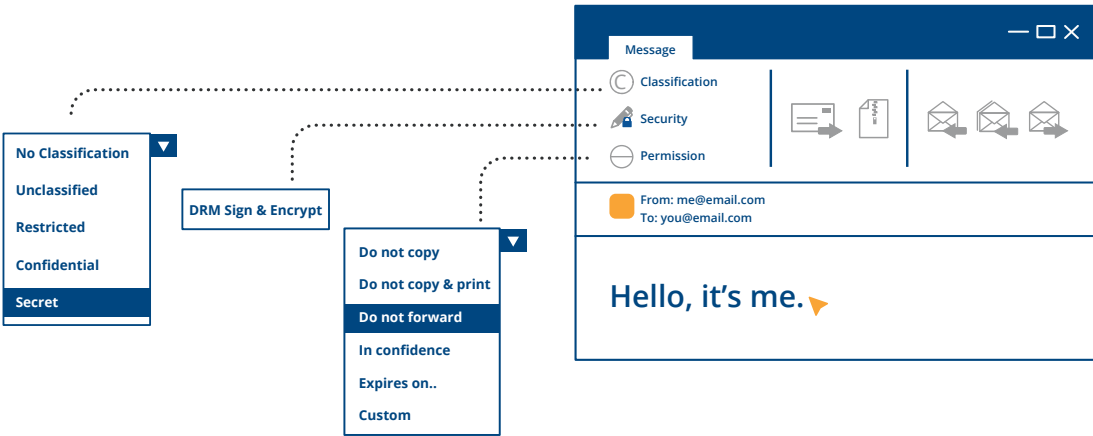 Message
Classification
Security
Permission
No Classification
Unclassified
Restricted
Confidential
Secret
DRM Sign & Encrypt
Do not copy
Do not copy & print
Do not forward
In confidence
Expires on..
Custom
From: me@email.com
To: you@email.com
Hello, it’s me.